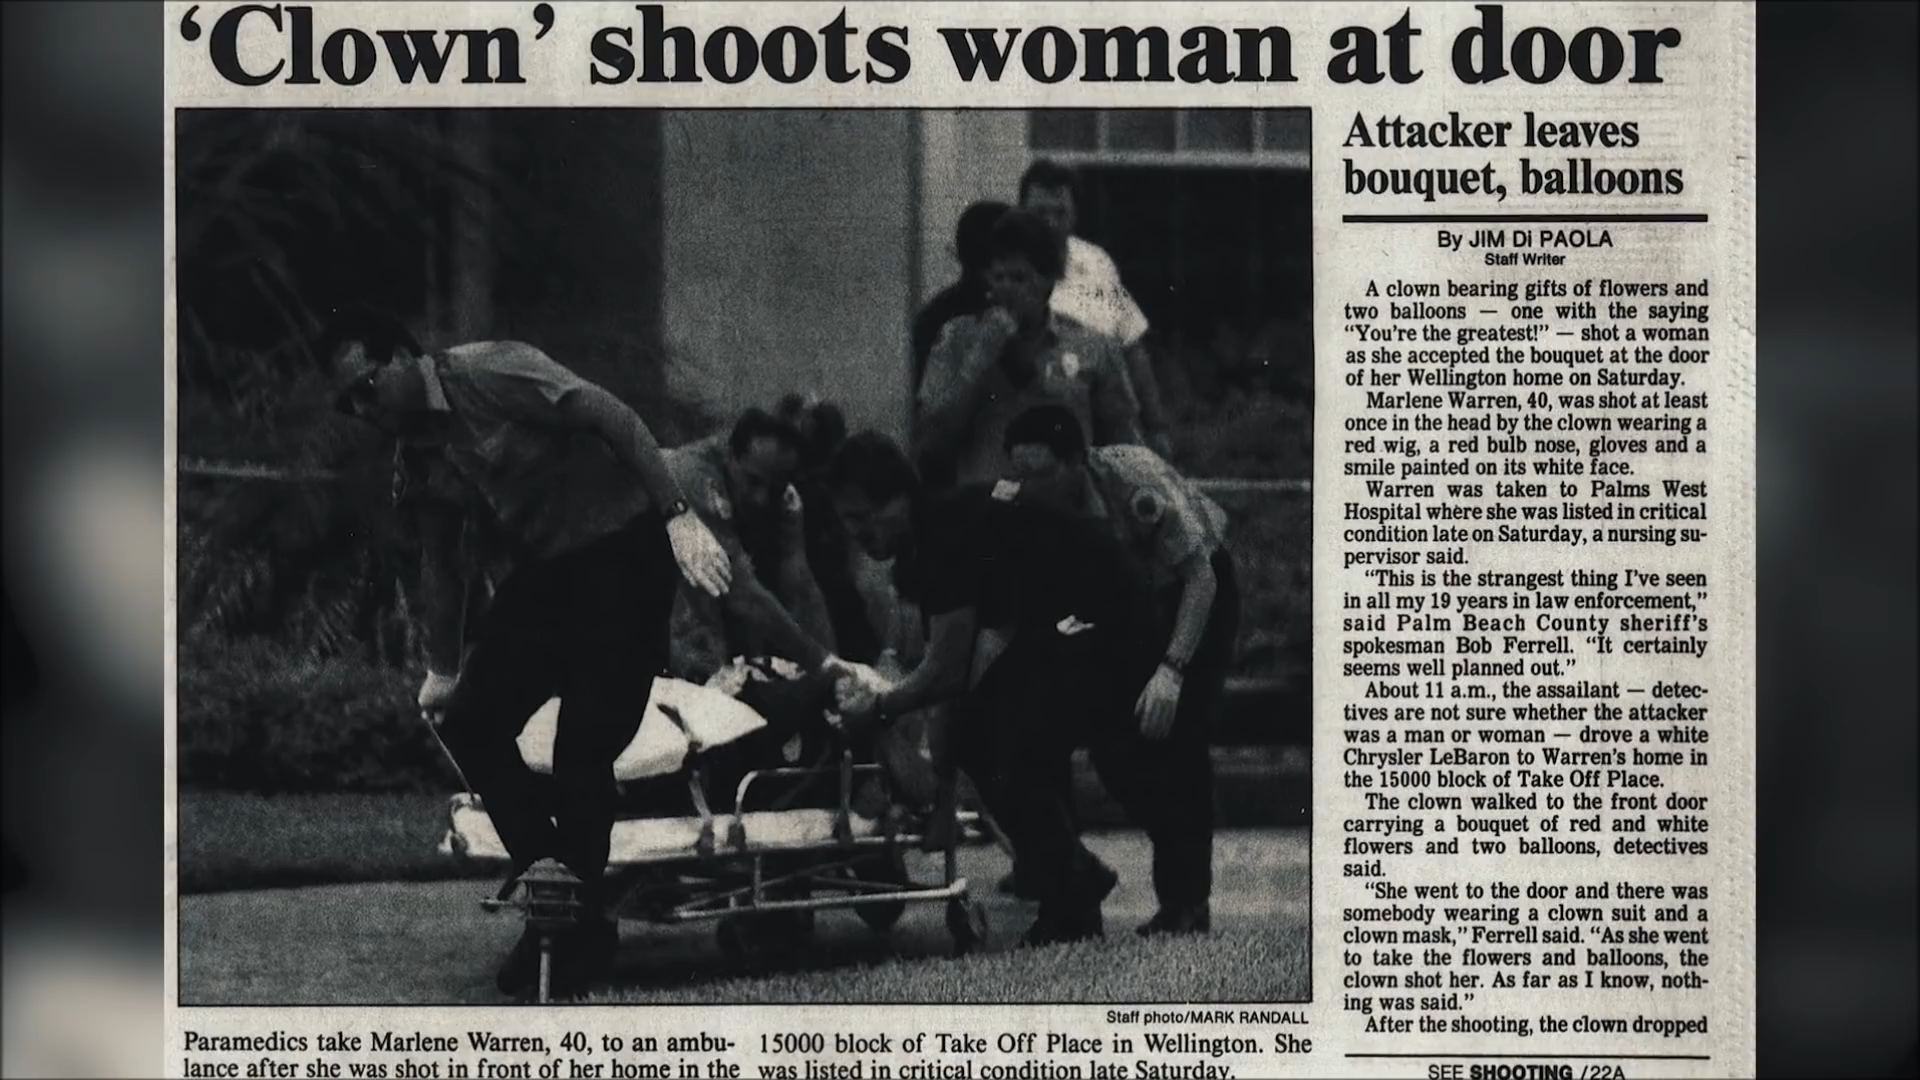 ‘Clown’ shoots woman at door
Attacker leaves
bouquet, balloons
By JIM Di PAOLA
Staff Writer
A clown bearing gifts of flowers and
two balloons — one with the saying
“You’re the greatest!” — shot a woman
as she accepted the bouquet at the door
of her Wellington home on Saturday.
Marlene Warren, 40, was shot at least
once in the head by the clown wearing a
red wig, a red bulb nose, gloves and a
smile painted on its white face.
Warren was taken to Palms West
Hospital where she was listed in critical
condition late on Saturday, a nursing su-
pervisor said.
“This is the strangest thing I’ve seen
in all my 19 years in law enforcement,”
said Palm Beach County sheriff’s
spokesman Bob Ferrell. “It certainly
seems well planned out.”
About 11 a.m., the assailant — detec-
tives are not sure whether the attacker
was a man or woman — drove a white
Chrysler LeBaron to Warren’s home in
the 15000 block of Take Off Place.
The clown walked to the front door
carrying a bouquet of red and white
flowers and two balloons, detectives
said.
“She went to the door and there was
somebody wearing a clown suit and a
clown mask,” Ferrell said. “As she went
to take the flowers and balloons, the
clown shot her. As far as I know, noth-
ing was said.”
After the shooting, the clown dropped
SEE SHOOTING /22A
Staff photo/MARK RANDALL
Paramedics take Marlene Warren, 40, to an ambu-
lance after she was shot in front of her home in the
15000 block of Take Off Place in Wellington. She
was listed in critical condition late Saturday.